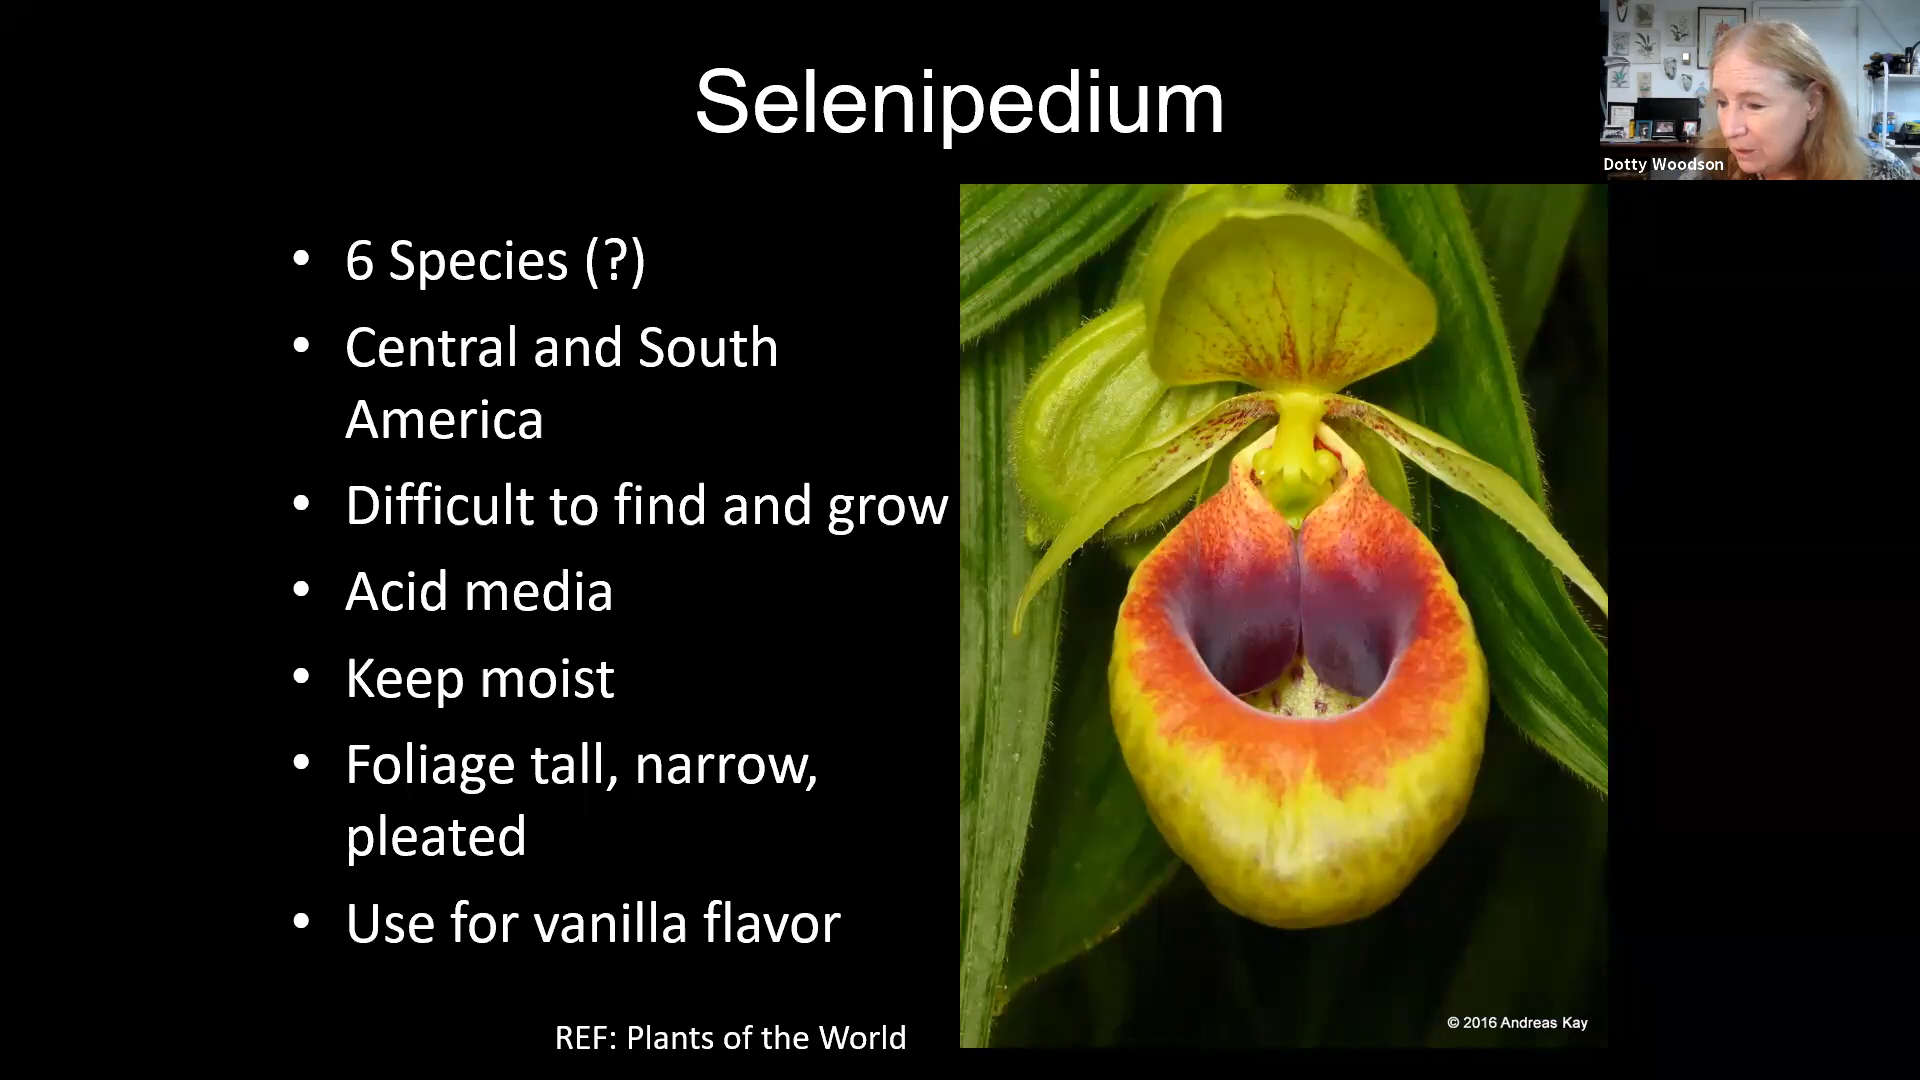 Selenipedium
Dotty Woodson
• 6 Species (?)
• Central and South
America
• Difficult to find and grow
• Acid media
• Keep moist
• Foliage tall, narrow,
pleated
• Use for vanilla flavor
REF: Plants of the World
© 2016 Andreas Kay